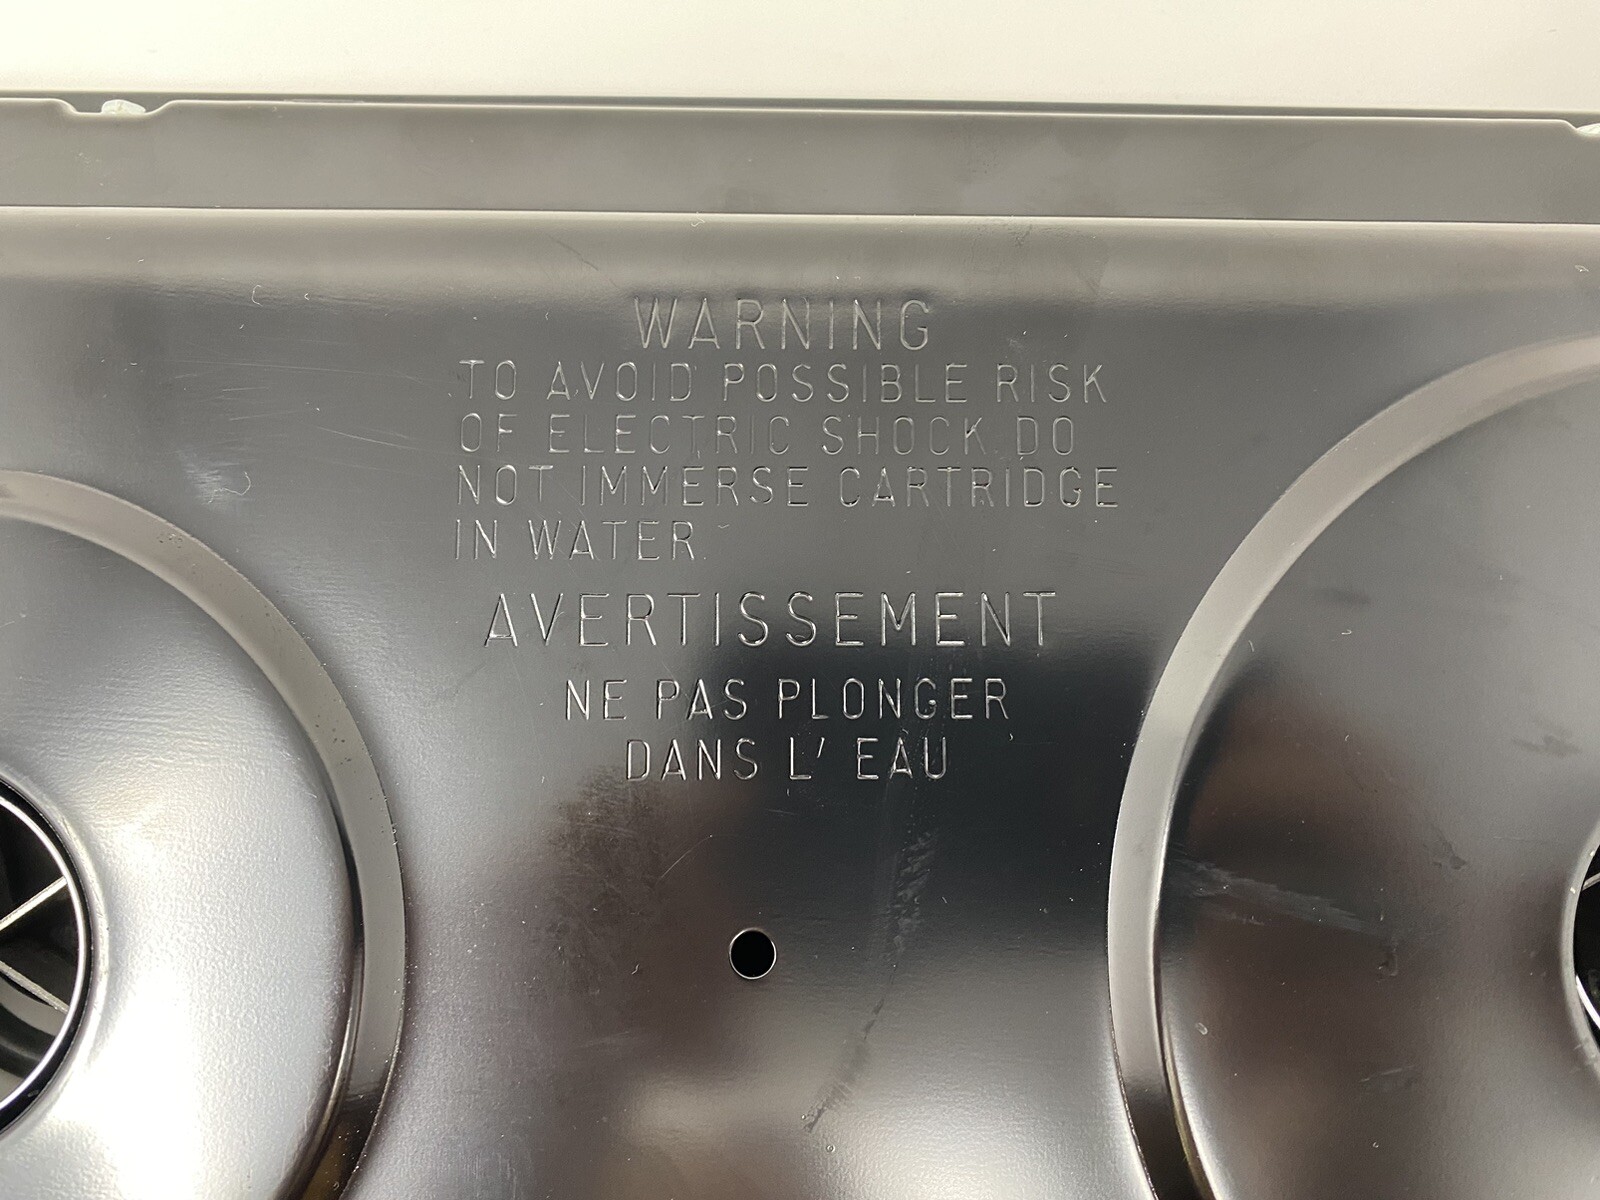 WARNING
TO AVOID POSSIBLE RISK
OF ELECTRIC SHOCK DO
NOT IMMERSE CARTRIDGE
IN WATER.
AVERTISSEMENT
NE PAS PLONGER
DANS L' EAU